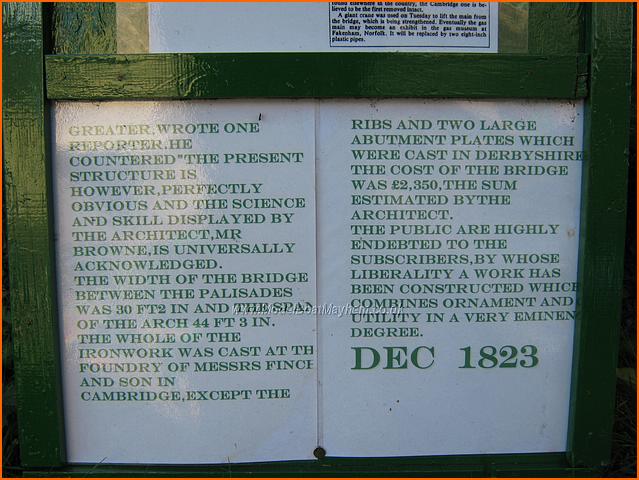 found elsewhere in the country, the Cambridge one is be-
lieved to be the first removed intact.
A giant crane was used on Tuesday to lift the main from
the bridge, which is being strengthened. Eventually the gas
main may become an exhibit in the gas museum at
Fakenham, Norfolk. It will be replaced by two eight-inch
plastic pipes.
GREATER,WROTE ONE
REPORTER.HE
COUNTERED"THE PRESENT
STRUCTURE IS
HOWEVER,PERFECTLY
OBVIOUS AND THE SCIENCE
AND SKILL DISPLAYED BY
THE ARCHITECT,MR
BROWNE,IS UNIVERSALLY
ACKNOWLEDGED.
THE WIDTH OF THE BRIDGE
BETWEEN THE PALISADES
WAS 30 FT2 IN AND THE SPAN
OF THE ARCH 44 FT 3 IN.
THE WHOLE OF THE
IRONWORK WAS CAST AT TH
FOUNDRY OF MESSRS FINCH
AND SON IN
CAMBRIDGE,EXCEPT THE
RIBS AND TWO LARGE
ABUTMENT PLATES WHICH
WERE CAST IN DERBYSHIRE
THE COST OF THE BRIDGE
WAS £2,350,THE SUM
ESTIMATED BYTHE
ARCHITECT.
THE PUBLIC ARE HIGHLY
ENDEBTED TO THE
SUBSCRIBERS,BY WHOSE
LIBERALITY A WORK HAS
BEEN CONSTRUCTED WHICH
COMBINES ORNAMENT AND
UTILITY IN A VERY EMINEN
DEGREE.
DEC 1823